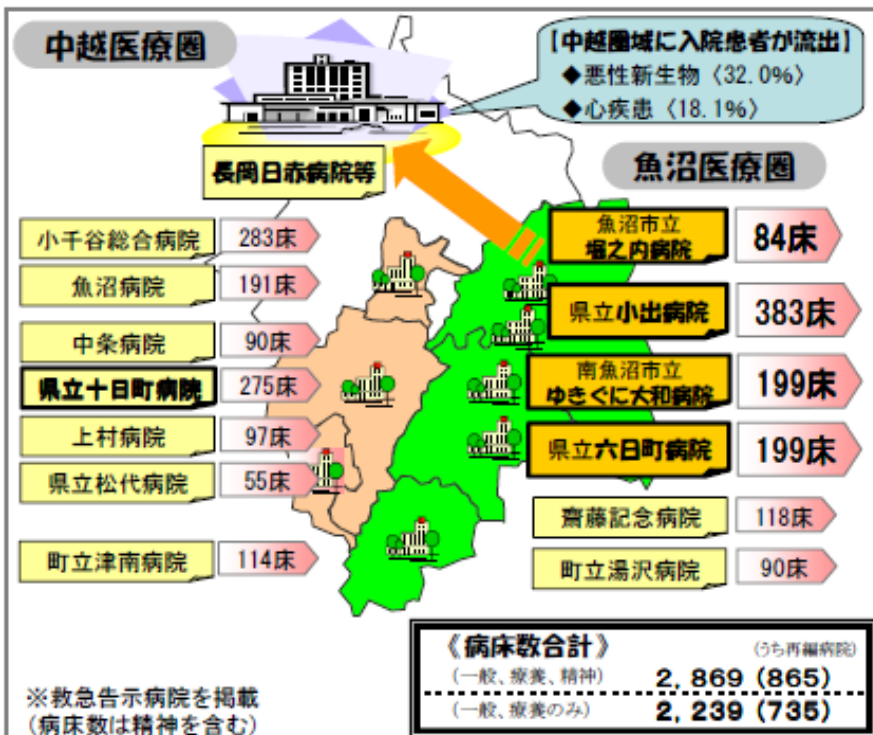 中越医療圏
【中越圏域に入院患者が流出】
◆悪性新生物〈32.0%〉
◆心疾患〈18.1%〉
長岡日赤病院等
魚沼医療圏
小千谷総合病院 283床
魚沼病院 191床
中条病院 90床
県立十日町病院 275床
上村病院 97床
県立松代病院 55床
町立津南病院 114床
魚沼市立
堀之内病院 84床
県立小出病院 383床
南魚沼市立
ゆきぐに大和病院 199床
県立六日町病院 199床
齋藤記念病院 118床
町立湯沢病院 90床
《病床数合計》 (うち再編病院)
(一般、療養、精神) 2,869 (865)
(一般、療養のみ) 2,239 (735)
※救急告示病院を掲載
(病床数は精神を含む)